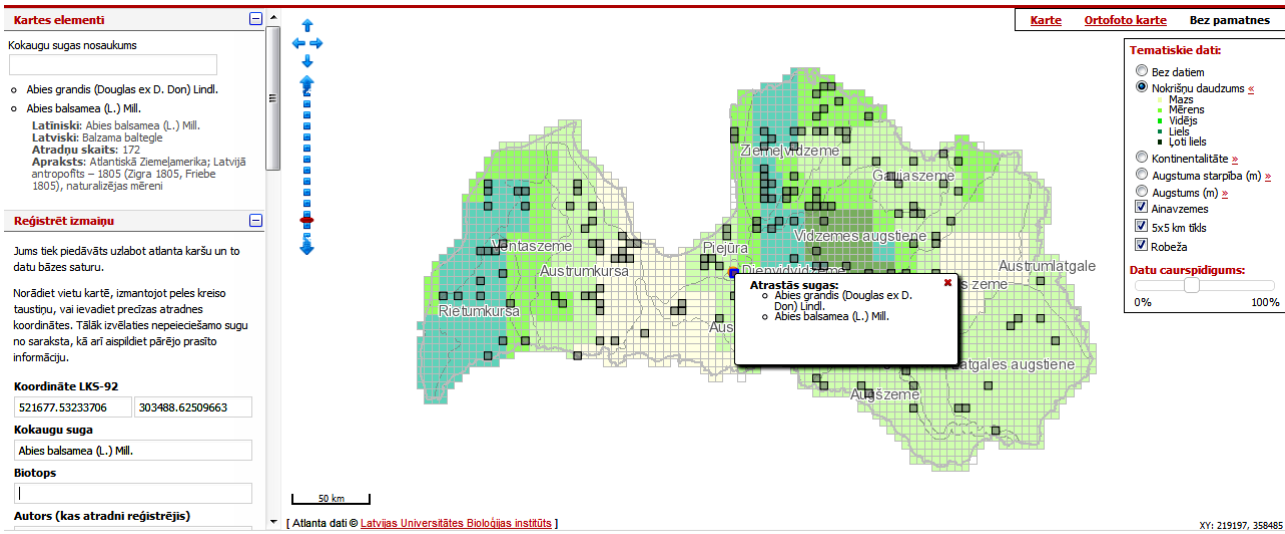 Kartes elementi
Kokaugu sugas nosaukums
Abies grandis (Douglas ex D. Don) Lindl.
Abies balsamea (L.) Mill.
Latīniski: Abies balsamea (L.) Mill.
Latviski: Balzama baltegle
Atradņu skaits: 172
Apraksts: Atlantiskā Ziemeļamerika; Latvijā
antropofīts – 1805 (Zigra 1805, Friebe
1805), naturalizējas mēreni
Reģistrēt izmaiņu
Jums tiek piedāvāts uzlabot atlanta karšu un to
datu bāzes saturu.
Norādiet vietu kartē, izmantojot peles kreiso
taustiņu, vai ievadiet precīzas atradnes
koordinātes. Tālāk izvēlaties nepeieciešamo sugu
no saraksta, kā arī aispildiet pārējo prasīto
informāciju.
Koordināte LKS-92
521677.53233706 303488.62509663
Kokaugu suga
Abies balsamea (L.) Mill.
Biotops
Autors (kas atradni reģistrējis)
Karte Ortofoto karte Bez pamatnes
Tematiskie dati:
Bez datiem
Nokrišņu daudzums «
Mazs
Mērens
Vidējs
Liels
Ļoti liels
Kontinentalitāte »
Augstuma starpība (m) »
Augstums (m) »
Ainavzemes
5x5 km tīkls
Robeža
Datu caurspīdīgums:
0% 100%
Ziemeļvidzeme
Gaujaszeme
Vidzemes augstiene
Ventaszeme
Piejūra
Austrumkursa
Dienvidvidzeme
Austrumlatgale
Rietumkursa
s zeme
Aus
atgales augstiene
Augšzeme
Atrastās sugas:
Abies grandis (Douglas ex D.
Don) Lindl.
Abies balsamea (L.) Mill.
50 km
[ Atlanta dati © Latvijas Universitātes Bioloģijas institūts ]
XY: 219197, 358485